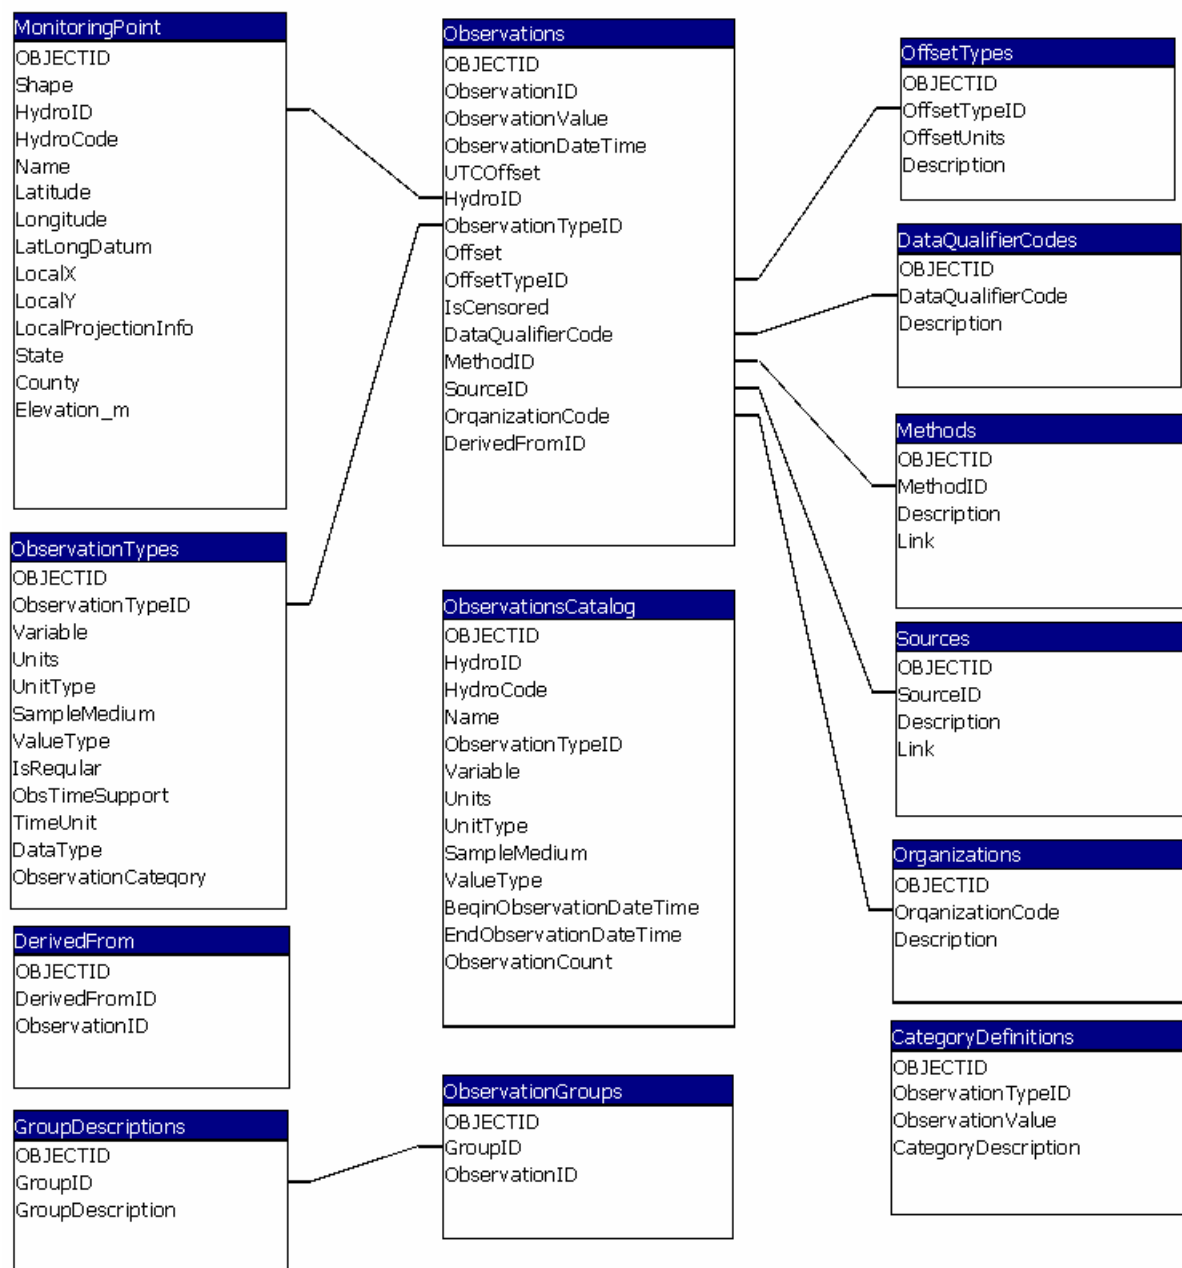 MonitoringPoint
OBJECTID
Shape
HydroID
HydroCode
Name
Latitude
Longitude
LatLongDatum
LocalX
LocalY
LocalProjectionInfo
State
County
Elevation_m
ObservationTypes
OBJECTID
ObservationTypeID
Variable
Units
UnitType
SampleMedium
ValueType
IsRegular
ObsTimeSupport
TimeUnit
DataType
ObservationCategory
DerivedFrom
OBJECTID
DerivedFromID
ObservationID
GroupDescriptions
OBJECTID
GroupID
GroupDescription
Observations
OBJECTID
ObservationID
ObservationValue
ObservationDateTime
UTCOffset
HydroID
ObservationTypeID
Offset
OffsetTypeID
IsCensored
DataQualifierCode
MethodID
SourceID
OrganizationCode
DerivedFromID
ObservationsCatalog
OBJECTID
HydroID
HydroCode
Name
ObservationTypeID
Variable
Units
UnitType
SampleMedium
ValueType
BeginObservationDateTime
EndObservationDateTime
ObservationCount
ObservationGroups
OBJECTID
GroupID
ObservationID
OffsetTypes
OBJECTID
OffsetTypeID
OffsetUnits
Description
DataQualifierCodes
OBJECTID
DataQualifierCode
Description
Methods
OBJECTID
MethodID
Description
Link
Sources
OBJECTID
SourceID
Description
Link
Organizations
OBJECTID
OrganizationCode
Description
CategoryDefinitions
OBJECTID
ObservationTypeID
ObservationValue
CategoryDescription